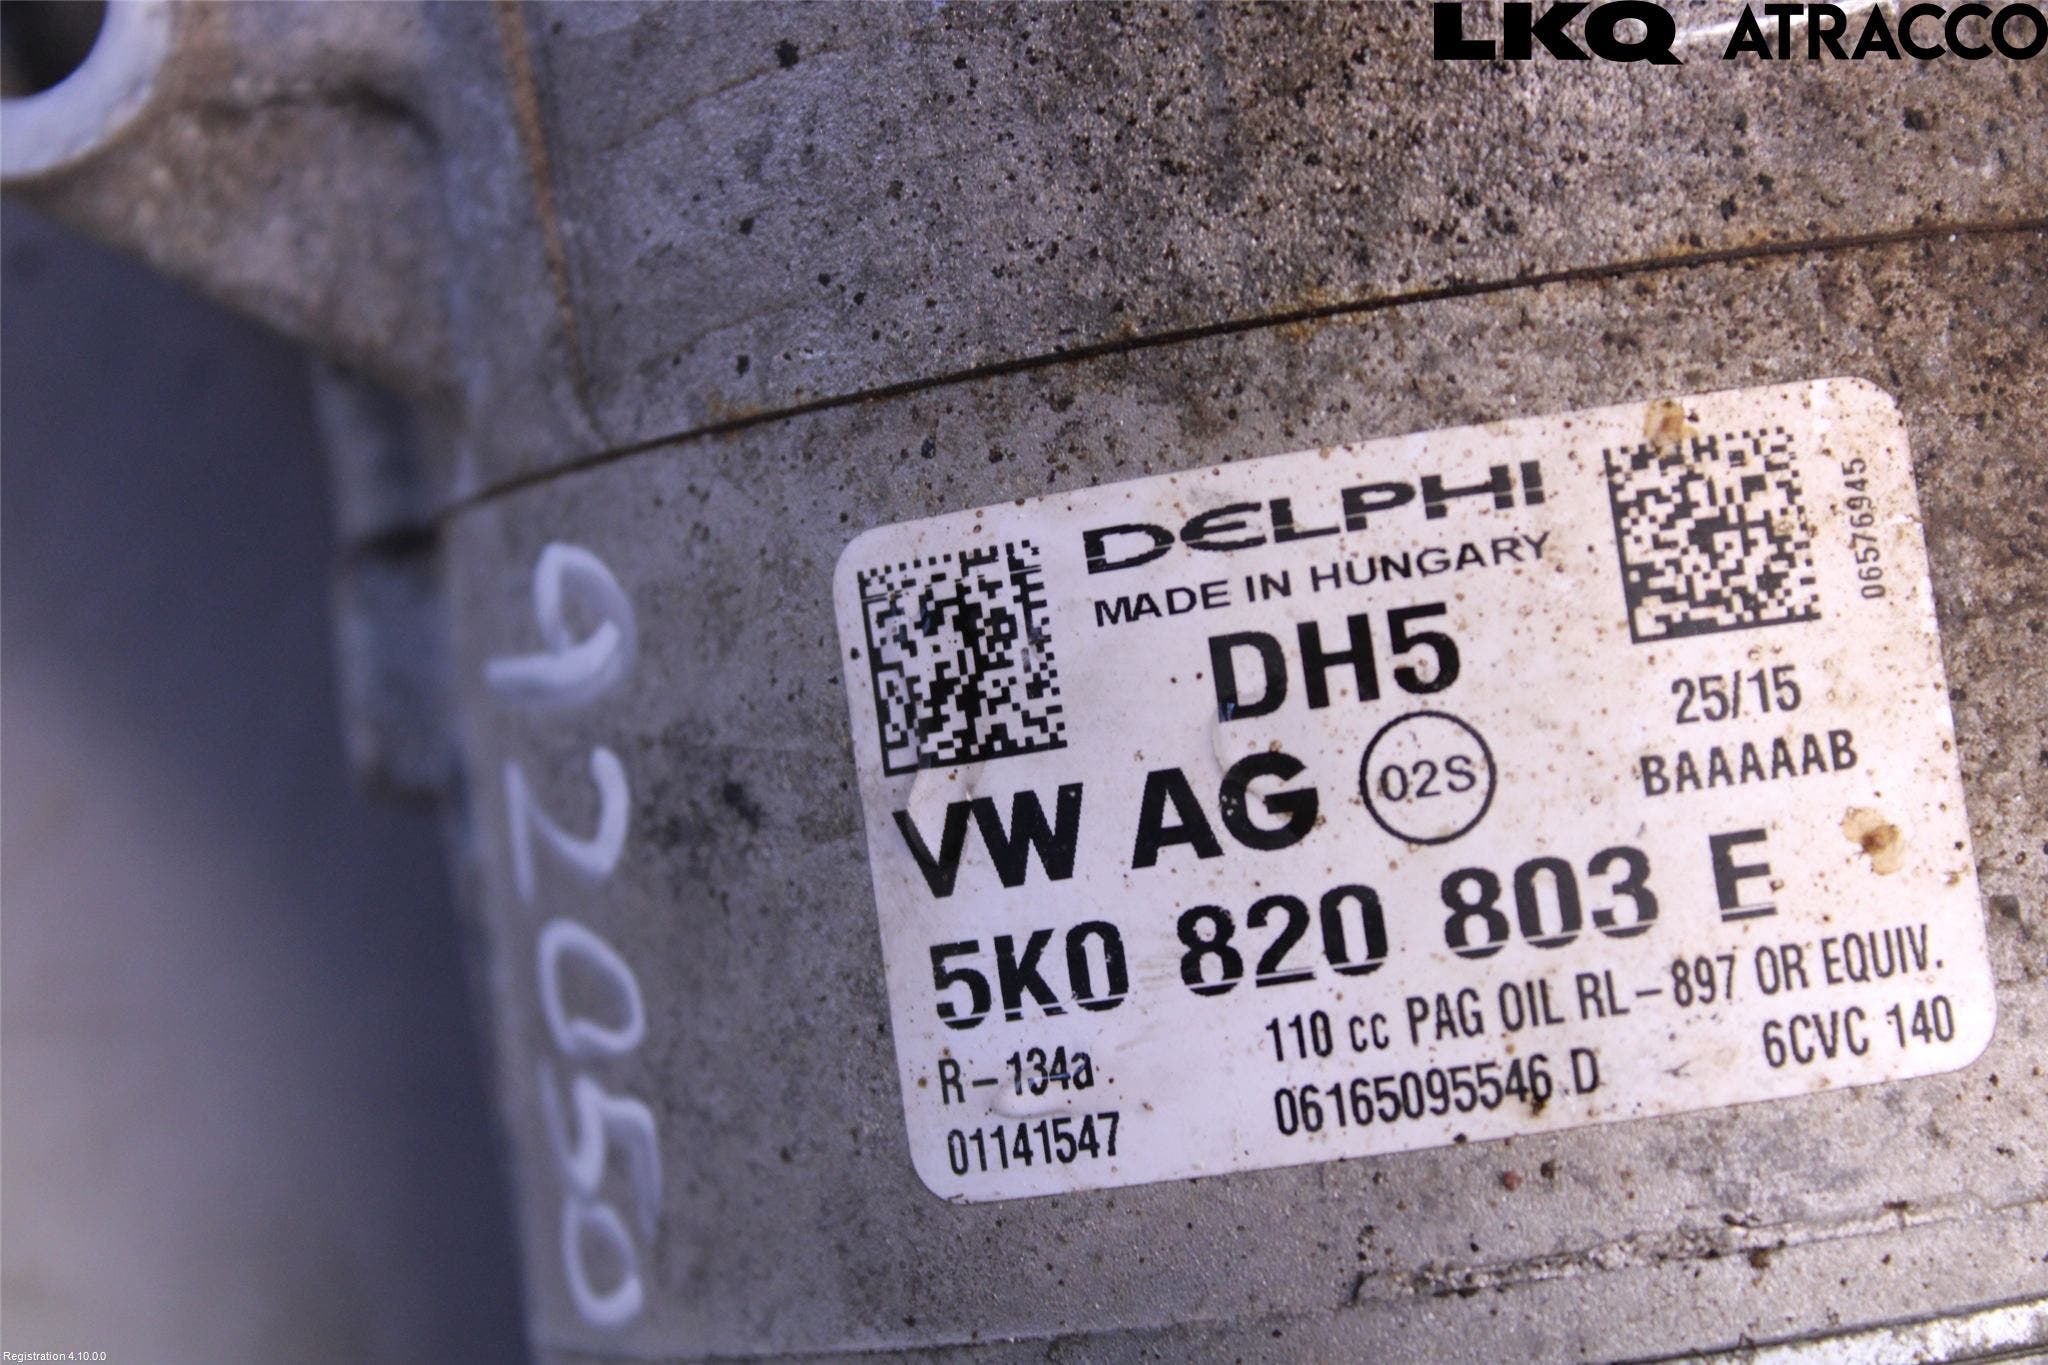 LKQ ATRACCO
92050
DELPHI
MADE IN HUNGARY
DH5
06576945
25/15
VW AG 02S
BAAAAAB
5K0 820 803 E
R-134a
110 cc PAG OIL RL-897 OR EQUIV.
01141547
06165095546 D
6CVC 140
Registration 4.10.0.0